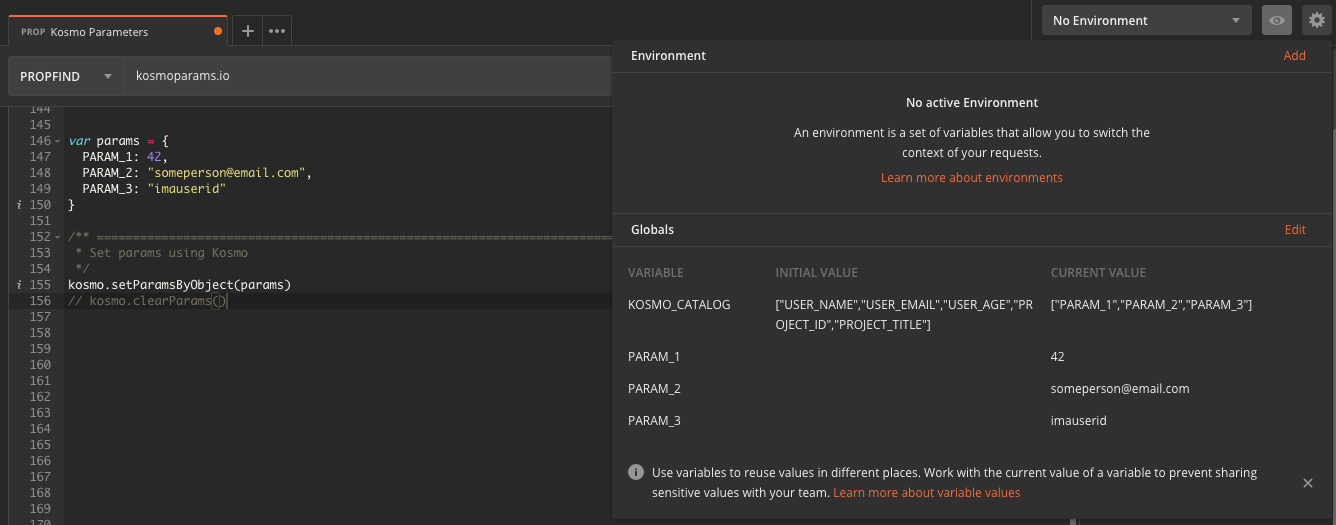 PROP Kosmo Parameters
No Environment
PROPFIND kosmoparams.io
Environment Add
No active Environment
An environment is a set of variables that allow you to switch the
context of your requests.
Learn more about environments
Globals Edit
VARIABLE INITIAL VALUE CURRENT VALUE
KOSMO_CATALOG ["USER_NAME","USER_EMAIL","USER_AGE","PR
OJECT_ID","PROJECT_TITLE"] ["PARAM_1","PARAM_2","PARAM_3"]
PARAM_1 42
PARAM_2 someperson@email.com
PARAM_3 imauserid
Use variables to reuse values in different places. Work with the current value of a variable to prevent sharing
sensitive values with your team. Learn more about variable values
144
145
146 var params = {
147 PARAM_1: 42,
148 PARAM_2: "someperson@email.com",
149 PARAM_3: "imauserid"
i 150 }
151
152 /** ========================================================================
153 * Set params using Kosmo
154 */
i 155 kosmo.setParamsByObject(params)
156 // kosmo.clearParams()
157
158
159
160
161
162
163
164
165
166
167
168
169
170